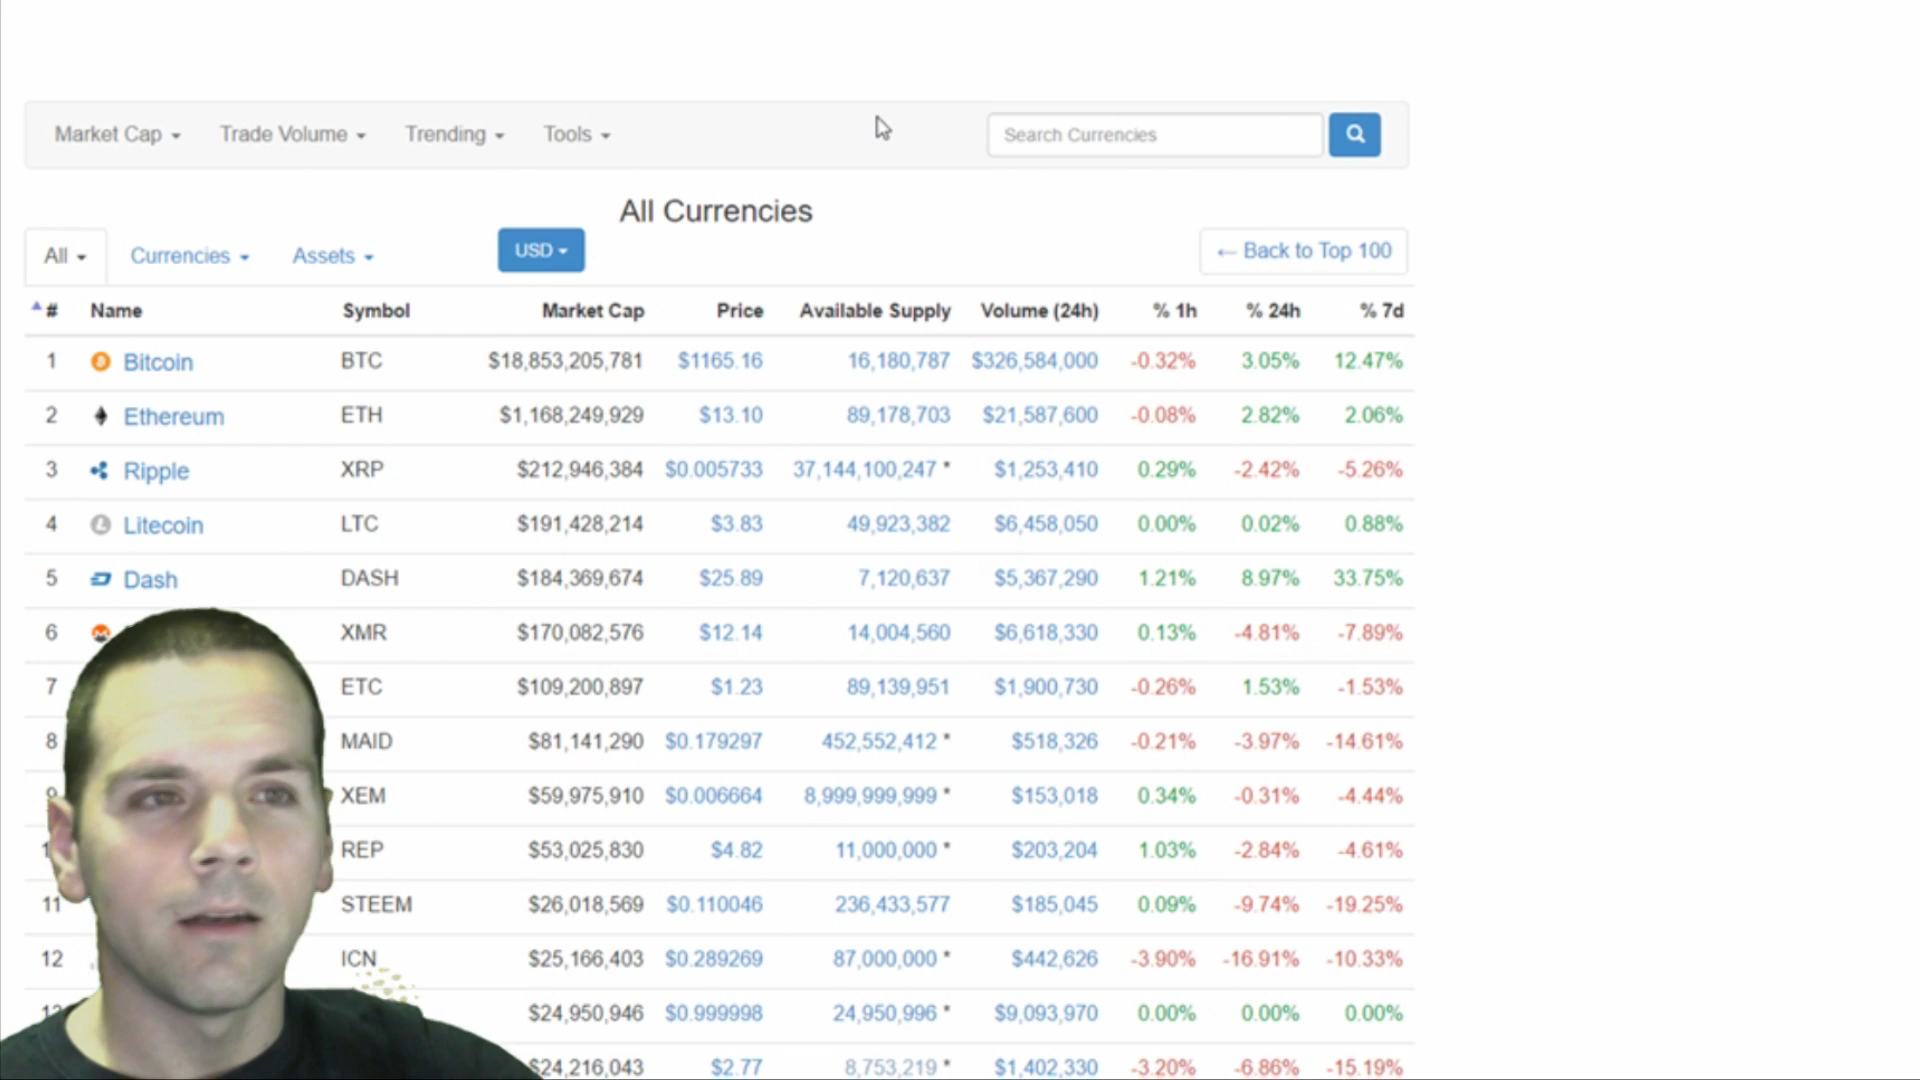 Market Cap Trade Volume Trending Tools Search Currencies
All Currencies
All Currencies Assets USD ← Back to Top 100
# Name Symbol Market Cap Price Available Supply Volume (24h) % 1h % 24h % 7d
1 Bitcoin BTC $18,853,205,781 $1165.16 16,180,787 $326,584,000 -0.32% 3.05% 12.47%
2 Ethereum ETH $1,168,249,929 $13.10 89,178,703 $21,587,600 -0.08% 2.82% 2.06%
3 Ripple XRP $212,946,384 $0.005733 37,144,100,247 * $1,253,410 0.29% -2.42% -5.26%
4 Litecoin LTC $191,428,214 $3.83 49,923,382 $6,458,050 0.00% 0.02% 0.88%
5 Dash DASH $184,369,674 $25.89 7,120,637 $5,367,290 1.21% 8.97% 33.75%
6 XMR $170,082,576 $12.14 14,004,560 $6,618,330 0.13% -4.81% -7.89%
7 ETC $109,200,897 $1.23 89,139,951 $1,900,730 -0.26% 1.53% -1.53%
8 MAID $81,141,290 $0.179297 452,552,412 * $518,326 -0.21% -3.97% -14.61%
9 XEM $59,975,910 $0.006664 8,999,999,999 * $153,018 0.34% -0.31% -4.44%
REP $53,025,830 $4.82 11,000,000 * $203,204 1.03% -2.84% -4.61%
11 STEEM $26,018,569 $0.110046 236,433,577 $185,045 0.09% -9.74% -19.25%
12 ICN $25,166,403 $0.289269 87,000,000 * $442,626 -3.90% -16.91% -10.33%
$24,950,946 $0.999998 24,950,996 * $9,093,970 0.00% 0.00% 0.00%
$24,216,043 $2.77 8,753,219 * $1,402,330 -3.20% -6.86% -15.19%